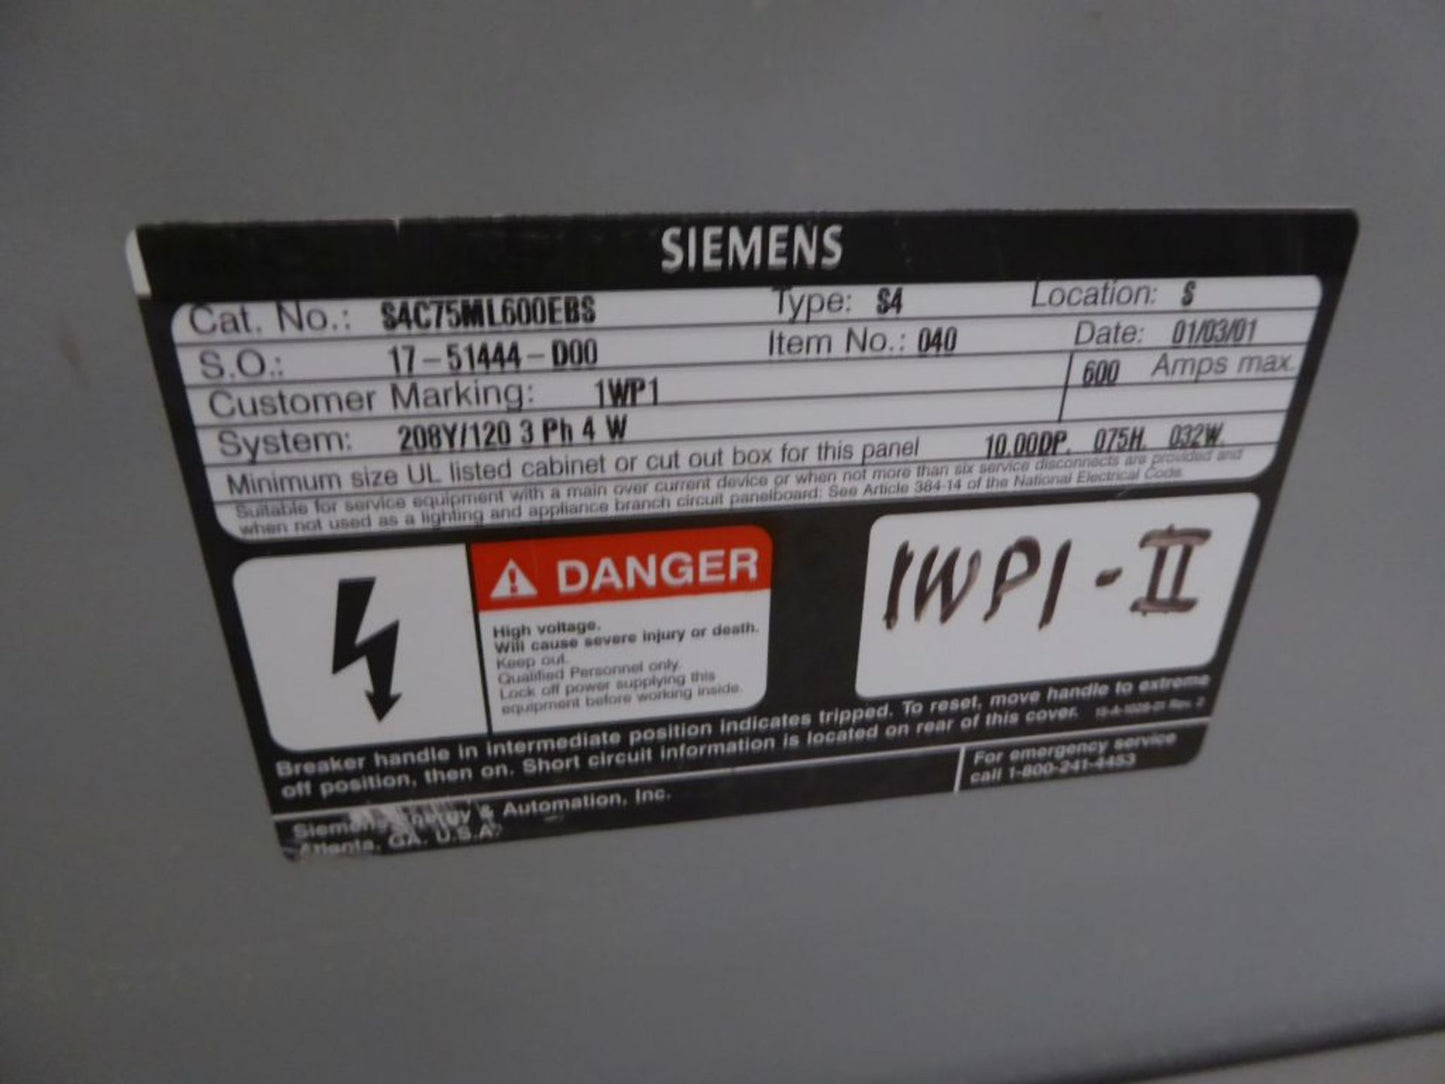 SIEMENS
Cat. No.: S4C75ML600EBS Type: S4 Location: S
S.O.: 17-51444-D00 Item No.: 040 Date: 01/03/01
Customer Marking: 1WP1 600 Amps max.
System: 208Y/120 3 Ph 4 W
Minimum size UL listed cabinet or cut out box for this panel 10.00DP. 075H. 032W.
Suitable for service equipment with a main over current device or when not more than six service disconnects are provided and
when not used as a lighting and appliance branch circuit panelboard: See Article 384-14 of the National Electrical Code.
DANGER
High voltage.
Will cause severe injury or death.
Keep out.
Qualified Personnel only.
Lock off power supplying this
equipment before working inside.
1WP1-II
Breaker handle in intermediate position indicates tripped. To reset, move handle to extreme
off position, then on. Short circuit information is located on rear of this cover.
For emergency service
call 1-800-241-4453
Siemens Energy & Automation, Inc.
Atlanta, GA. U.S.A.